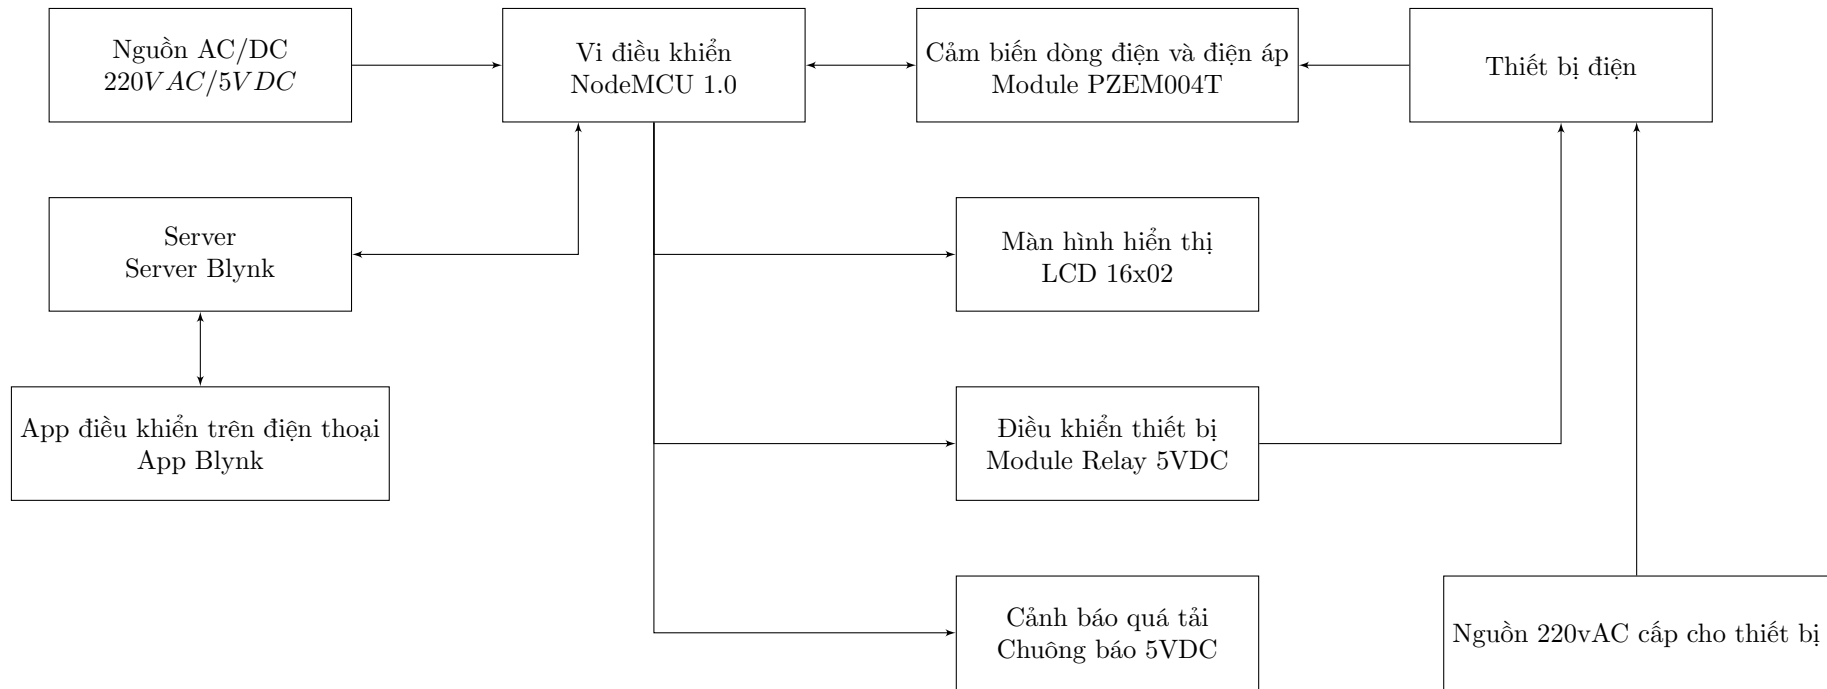 Nguồn AC/DC
220VAC/5VDC
Vi điều khiển
NodeMCU 1.0
Cảm biến dòng điện và điện áp
Module PZEM004T
Thiết bị điện
Server
Server Blynk
Màn hình hiển thị
LCD 16x02
App điều khiển trên điện thoại
App Blynk
Điều khiển thiết bị
Module Relay 5VDC
Cảnh báo quá tải
Chuông báo 5VDC
Nguồn 220vAC cấp cho thiết bị